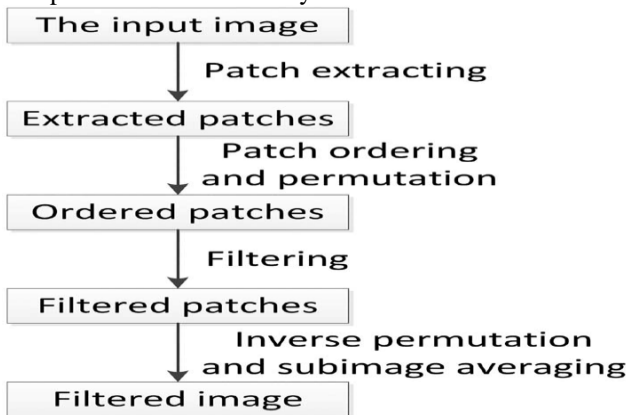 The input image
Patch extracting
Extracted patches
Patch ordering
and permutation
Ordered patches
Filtering
Filtered patches
Inverse permutation
and subimage averaging
Filtered image